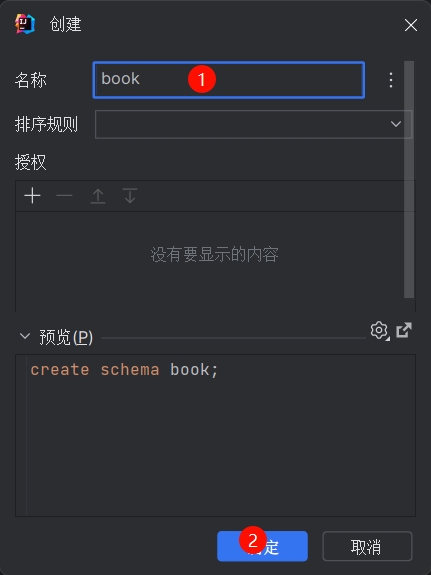 创建
名称 book 1
排序规则
授权
没有要显示的内容
预览(P)
create schema book;
2 定 取消